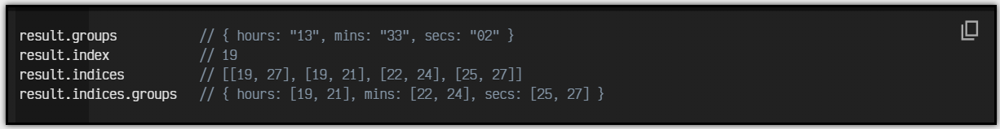 result.groups           // { hours: "13", mins: "33", secs: "02" }
result.index            // 19
result.indices          // [[19, 27], [19, 21], [22, 24], [25, 27]]
result.indices.groups   // { hours: [19, 21], mins: [22, 24], secs: [25, 27] }